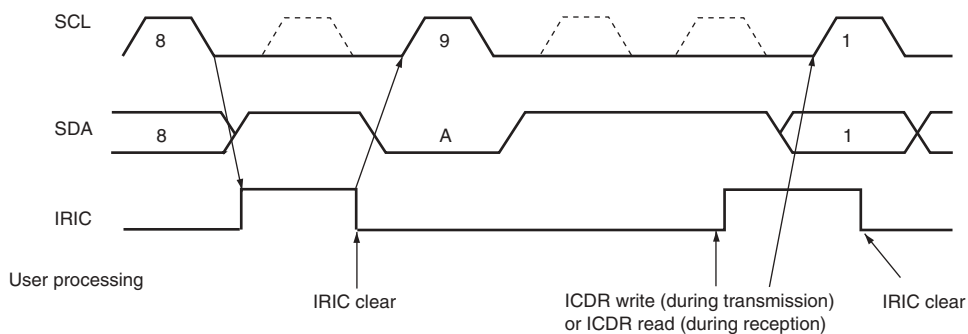 SCL
8
9
1
SDA
8
A
1
IRIC
User processing
IRIC clear
ICDR write (during transmission)
or ICDR read (during reception)
IRIC clear